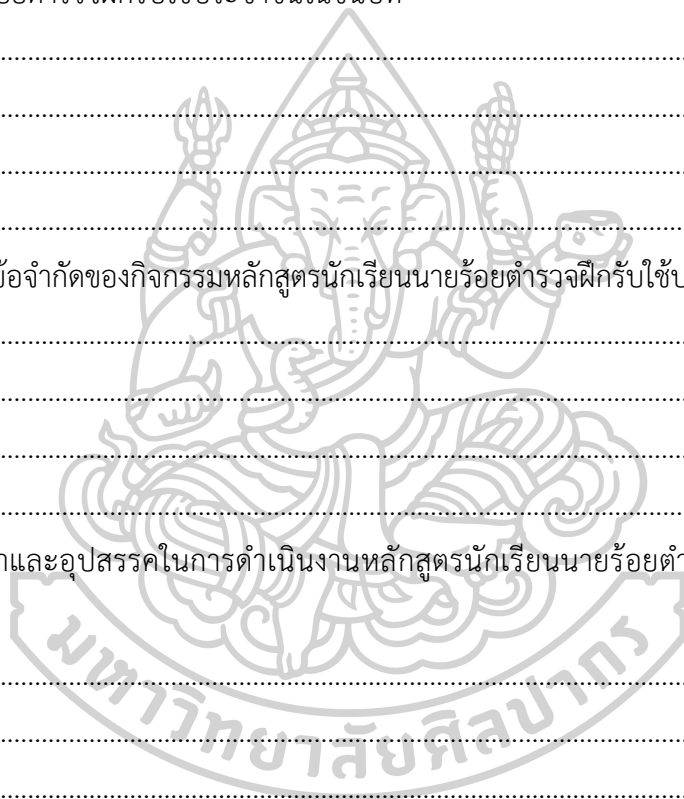 ข้อจำกัดของกิจกรรมหลักสูตรนักเรียนนายร้อยตำรวจฝึกรับใช้ป
และอุปสรรคในการดำเนินงานหลักสูตรนักเรียนนายร้อยตำ
มหาวิทยาลัยศิลปากร